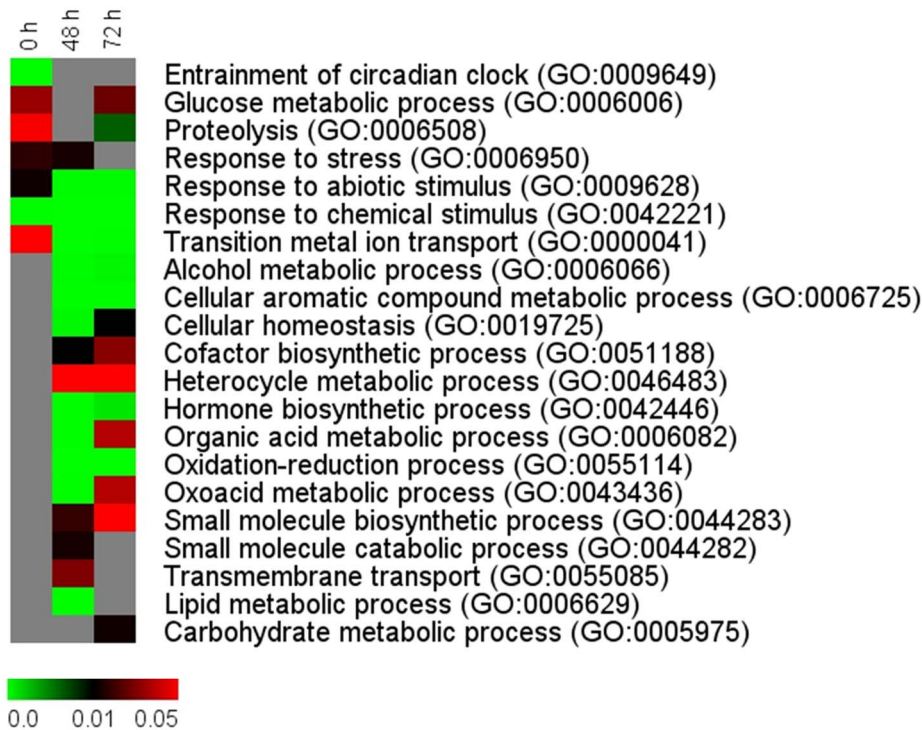 0 h 48 h 72 h
Entrainment of circadian clock (GO:0009649)
Glucose metabolic process (GO:0006006)
Proteolysis (GO:0006508)
Response to stress (GO:0006950)
Response to abiotic stimulus (GO:0009628)
Response to chemical stimulus (GO:0042221)
Transition metal ion transport (GO:0000041)
Alcohol metabolic process (GO:0006066)
Cellular aromatic compound metabolic process (GO:0006725)
Cellular homeostasis (GO:0019725)
Cofactor biosynthetic process (GO:0051188)
Heterocycle metabolic process (GO:0046483)
Hormone biosynthetic process (GO:0042446)
Organic acid metabolic process (GO:0006082)
Oxidation-reduction process (GO:0055114)
Oxoacid metabolic process (GO:0043436)
Small molecule biosynthetic process (GO:0044283)
Small molecule catabolic process (GO:0044282)
Transmembrane transport (GO:0055085)
Lipid metabolic process (GO:0006629)
Carbohydrate metabolic process (GO:0005975)
0.0 0.01 0.05